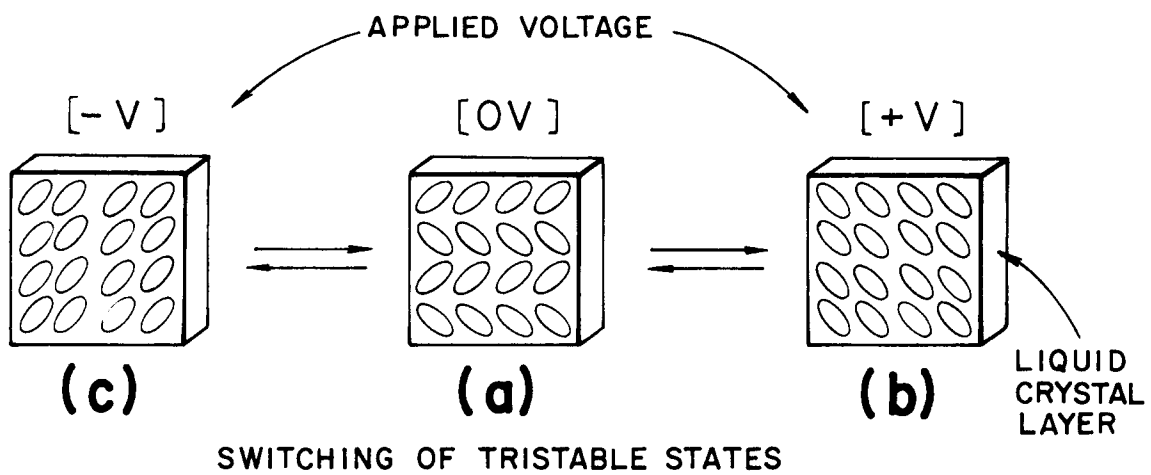 APPLIED VOLTAGE
[-V]
[OV]
[+V]
(c)
(a)
(b)
LIQUID
CRYSTAL
LAYER
SWITCHING OF TRISTABLE STATES